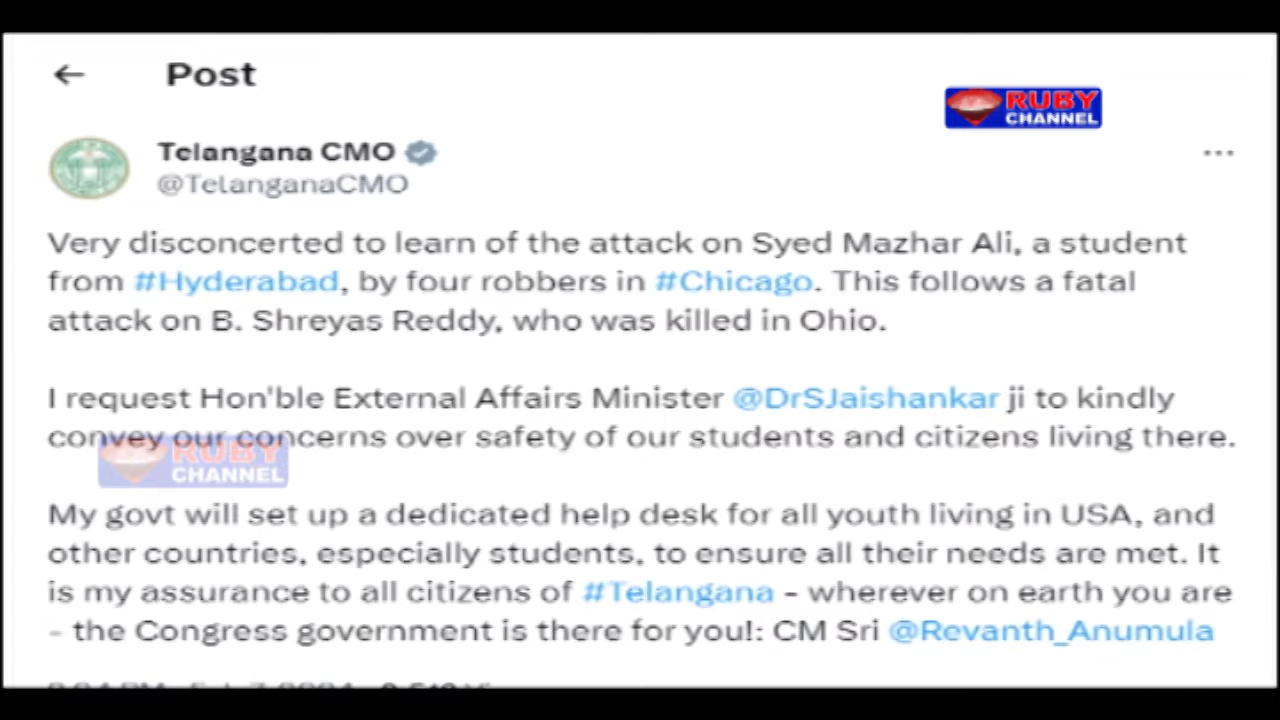 Post
RUBY
CHANNEL
Telangana CMO
@TelanganaCMO
Very disconcerted to learn of the attack on Syed Mazhar Ali, a student
from #Hyderabad, by four robbers in #Chicago. This follows a fatal
attack on B. Shreyas Reddy, who was killed in Ohio.
I request Hon'ble External Affairs Minister @DrSJaishankar ji to kindly
convey our concerns over safety of our students and citizens living there.
RUBY
CHANNEL
My govt will set up a dedicated help desk for all youth living in USA, and
other countries, especially students, to ensure all their needs are met. It
is my assurance to all citizens of #Telangana - wherever on earth you are
- the Congress government is there for you!: CM Sri @Revanth_Anumula